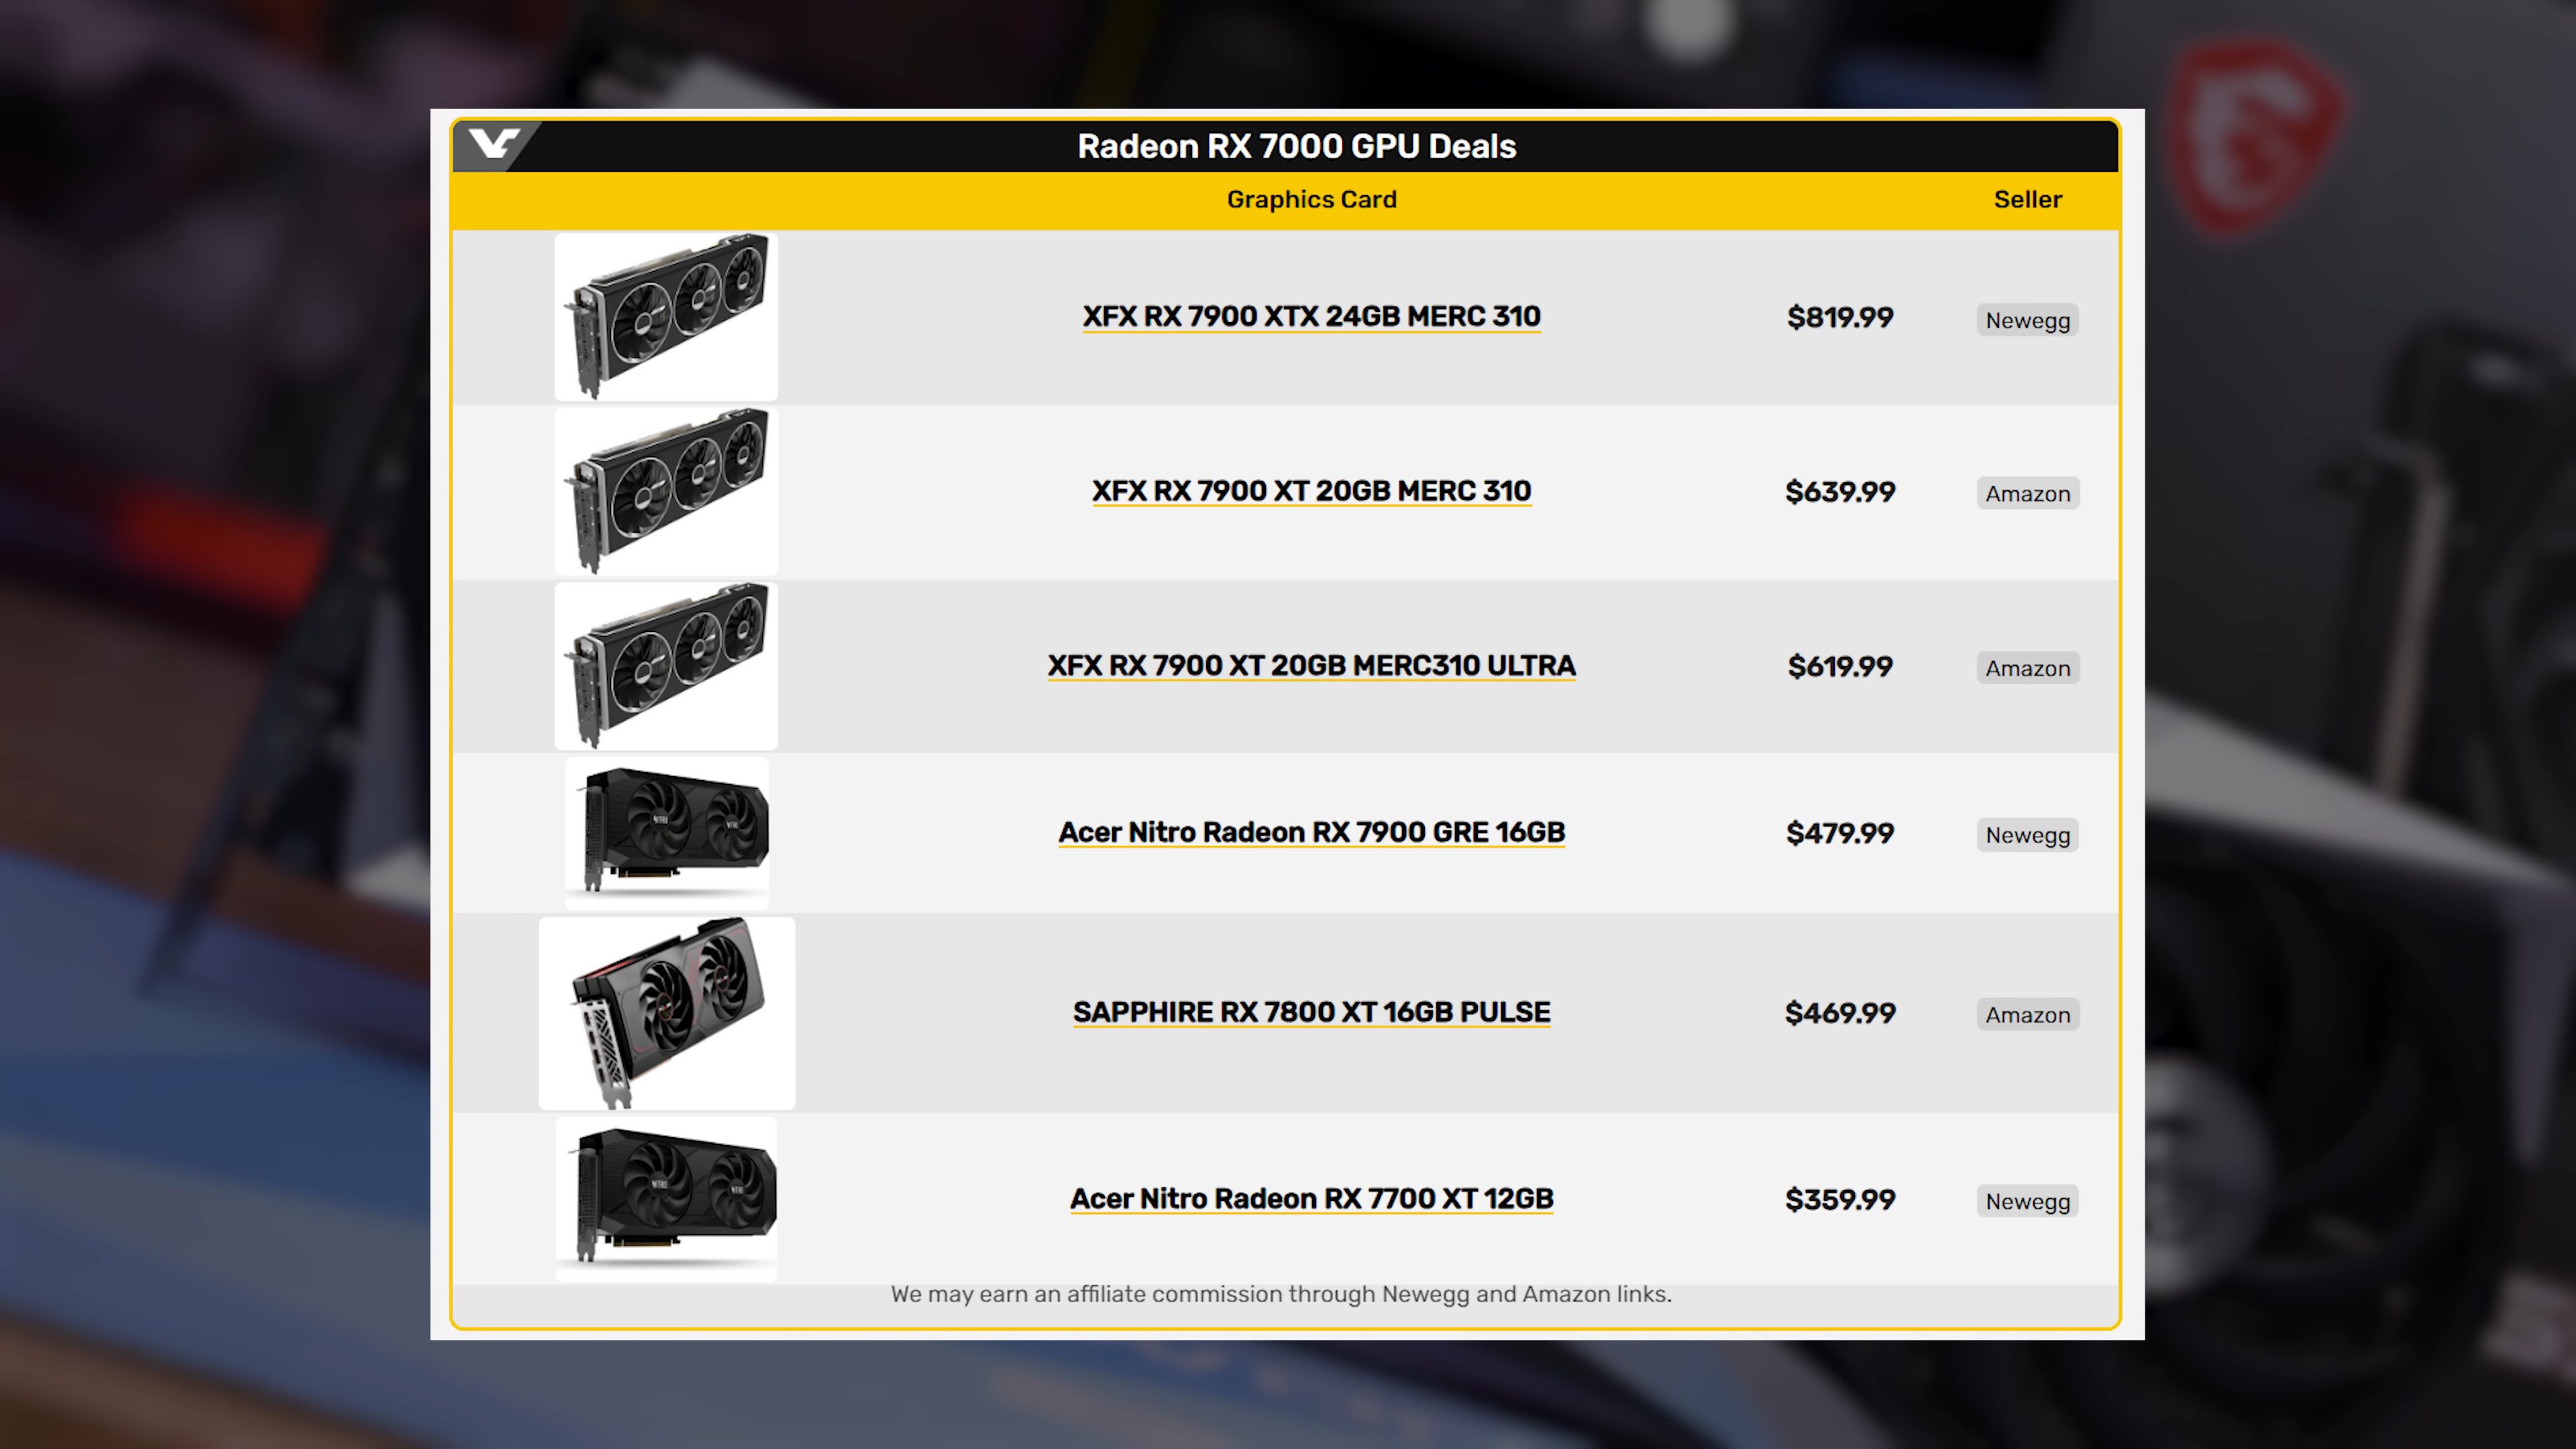 Radeon RX 7000 GPU Deals
Graphics Card Seller
XFX RX 7900 XTX 24GB MERC 310 $819.99 Newegg
XFX RX 7900 XT 20GB MERC 310 $639.99 Amazon
XFX RX 7900 XT 20GB MERC310 ULTRA $619.99 Amazon
Acer Nitro Radeon RX 7900 GRE 16GB $479.99 Newegg
SAPPHIRE RX 7800 XT 16GB PULSE $469.99 Amazon
Acer Nitro Radeon RX 7700 XT 12GB $359.99 Newegg
We may earn an affiliate commission through Newegg and Amazon links.